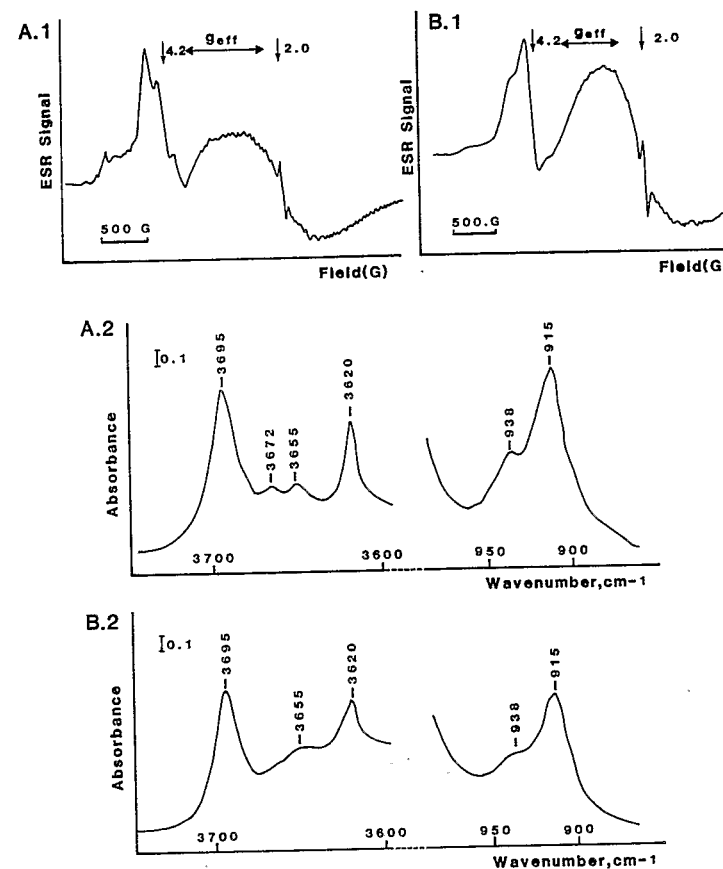 A.1
4.2
geff
2.0
ESR Signal
500 G
Field(G)
B.1
4.2
geff
2.0
ESR Signal
500.G
Field(G
A.2
0.1
3695
3672
3655
3620
938
915
Absorbance
3700
3600
950
900
Wavenumber,cm-1
B.2
0.1
3695
3655
3620
938
915
Absorbance
3700
3600
950
900
Wavenumber,cm-1